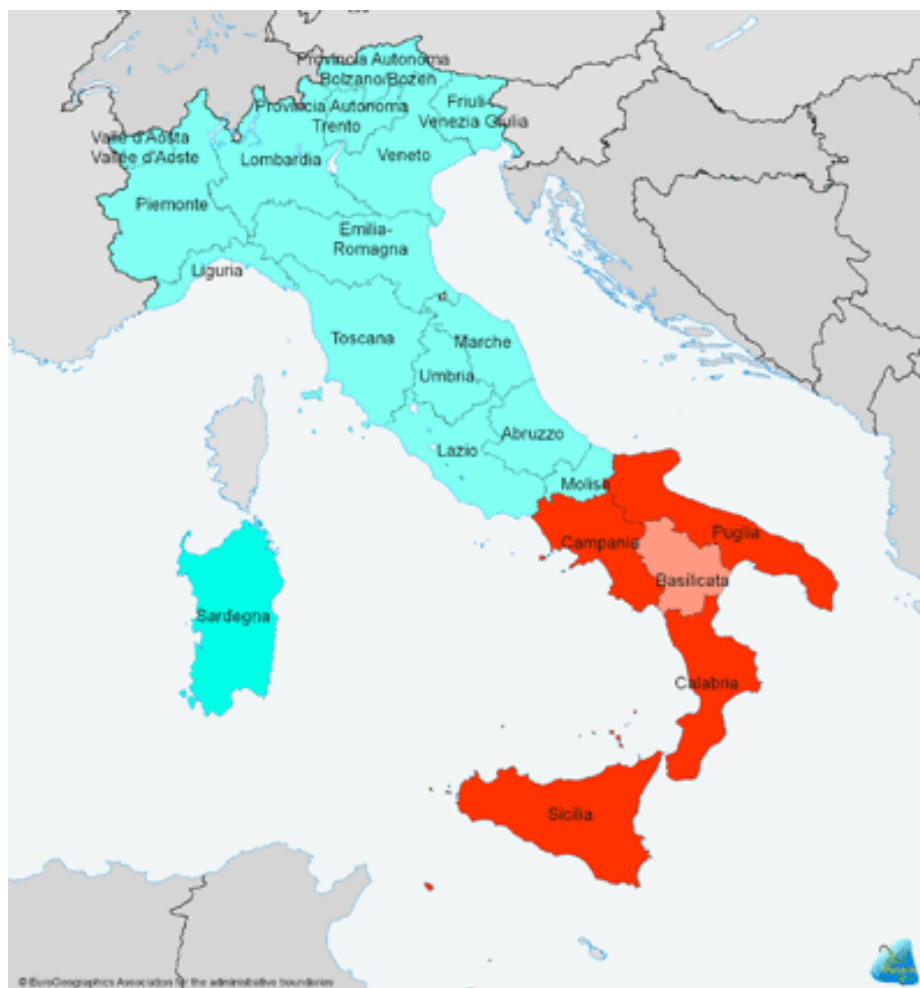 Provincia Autonoma
Bolzano/Bozen
Provincia Autonoma
Trento
Friuli-
Venezia Giulia
Valle d'Aosta
Vallée d'Aoste
Lombardia
Veneto
Piemonte
Emilia-
Romagna
Liguria
Toscana
Marche
Umbria
Abruzzo
Lazio
Molise
Puglia
Campania
Basilicata
Sardegna
Calabria
Sicilia
© EuroGeographics Association for the administrative boundaries